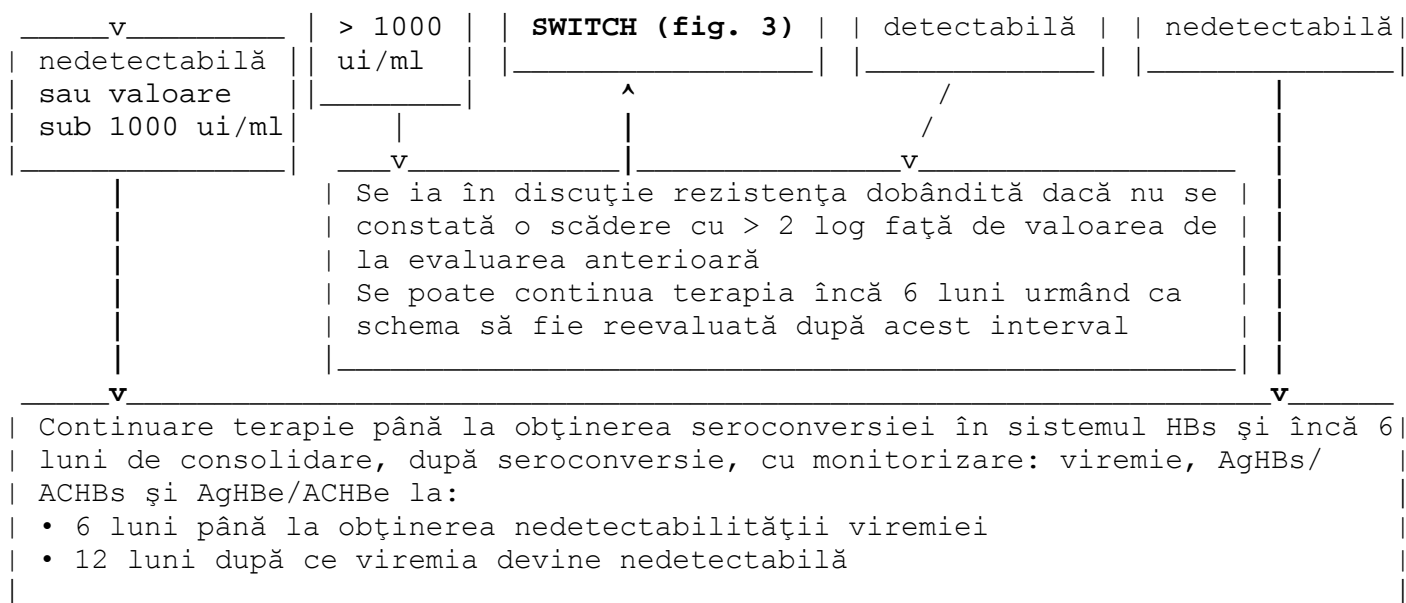 > 1000 SWITCH (fig. 3) detectabilă nedetectabilă
nedetectabilă ui/ml
sau valoare
sub 1000 ui/ml
Se ia în discuţie rezistenţa dobândită dacă nu se
constată o scădere cu > 2 log faţă de valoarea de
la evaluarea anterioară
Se poate continua terapia încă 6 luni urmând ca
schema să fie reevaluată după acest interval
Continuare terapie până la obţinerea seroconversiei în sistemul HBs şi încă 6
luni de consolidare, după seroconversie, cu monitorizare: viremie, AgHBs/
ACHBs şi AgHBe/ACHBe la:
• 6 luni până la obţinerea nedetectabilităţii viremiei
• 12 luni după ce viremia devine nedetectabilă